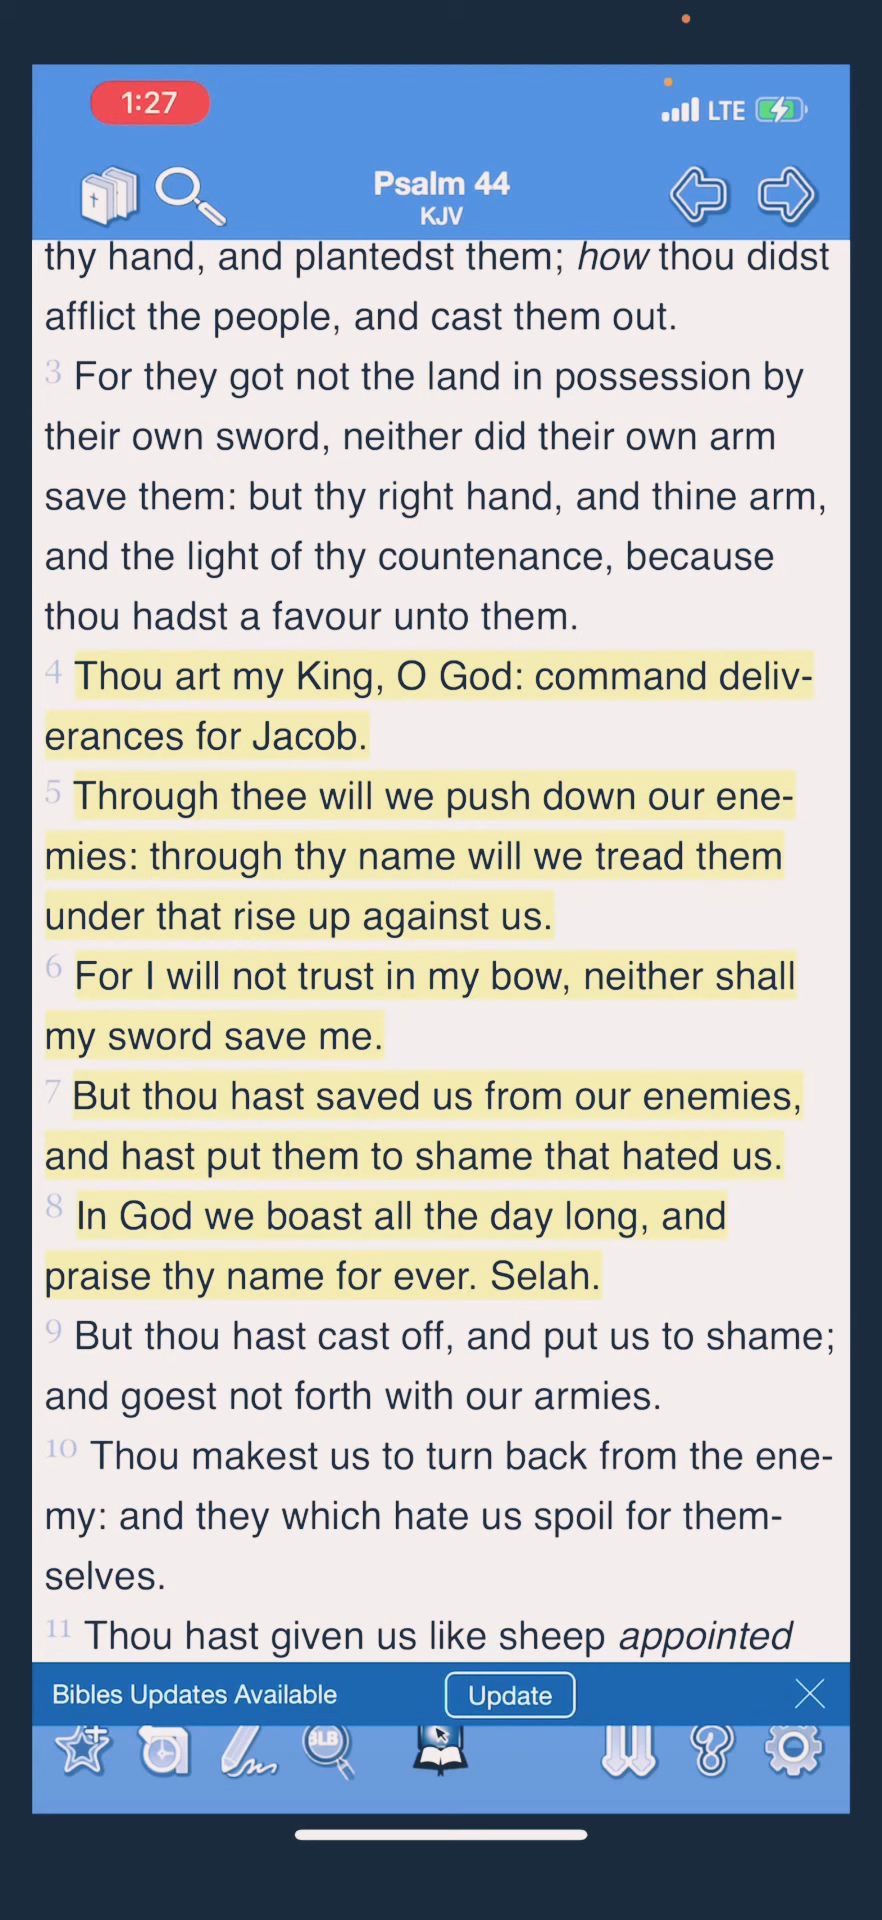 1:27
LTE
Psalm 44
KJV
thy hand, and plantedst them; how thou didst
afflict the people, and cast them out.
3 For they got not the land in possession by
their own sword, neither did their own arm
save them: but thy right hand, and thine arm,
and the light of thy countenance, because
thou hadst a favour unto them.
4 Thou art my King, O God: command deliv-
erances for Jacob.
5 Through thee will we push down our ene-
mies: through thy name will we tread them
under that rise up against us.
6 For I will not trust in my bow, neither shall
my sword save me.
7 But thou hast saved us from our enemies,
and hast put them to shame that hated us.
8 In God we boast all the day long, and
praise thy name for ever. Selah.
9 But thou hast cast off, and put us to shame;
and goest not forth with our armies.
10 Thou makest us to turn back from the ene-
my: and they which hate us spoil for them-
selves.
11 Thou hast given us like sheep appointed
Bibles Updates Available
Update
BLB